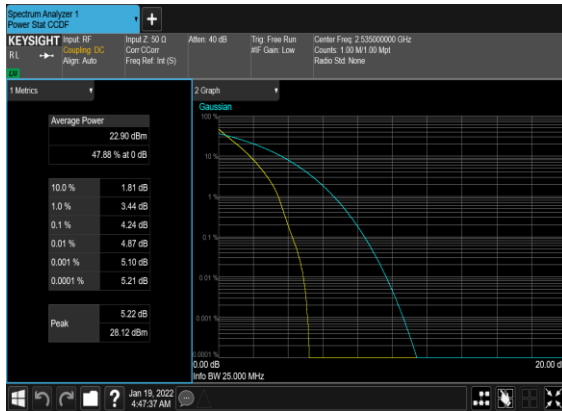 Spectrum Analyzer 1
Power Stat CCDF
+
KEYSIGHT Input: RF Input Z: 50 Ω Atten: 40 dB Trig: Free Run Center Freq: 2.535000000 GHz
RL Coupling: DC Corr CCorr #IF Gain: Low Counts: 1.00 M/1.00 Mpt
Align: Auto Freq Ref: Int (S) Radio Std: None
1 Metrics
Average Power
22.90 dBm
47.88 % at 0 dB
10.0 % 1.81 dB
1.0 % 3.44 dB
0.1 % 4.24 dB
0.01 % 4.87 dB
0.001 % 5.10 dB
0.0001 % 5.21 dB
Peak 5.22 dB
28.12 dBm
2 Graph
Gaussian
100 %
10 %
1 %
0.1 %
0.01 %
0.001 %
0.0001 %
0.00 dB 20.00 d
Info BW 25.000 MHz
? Jan 19, 2022
4:47:37 AM